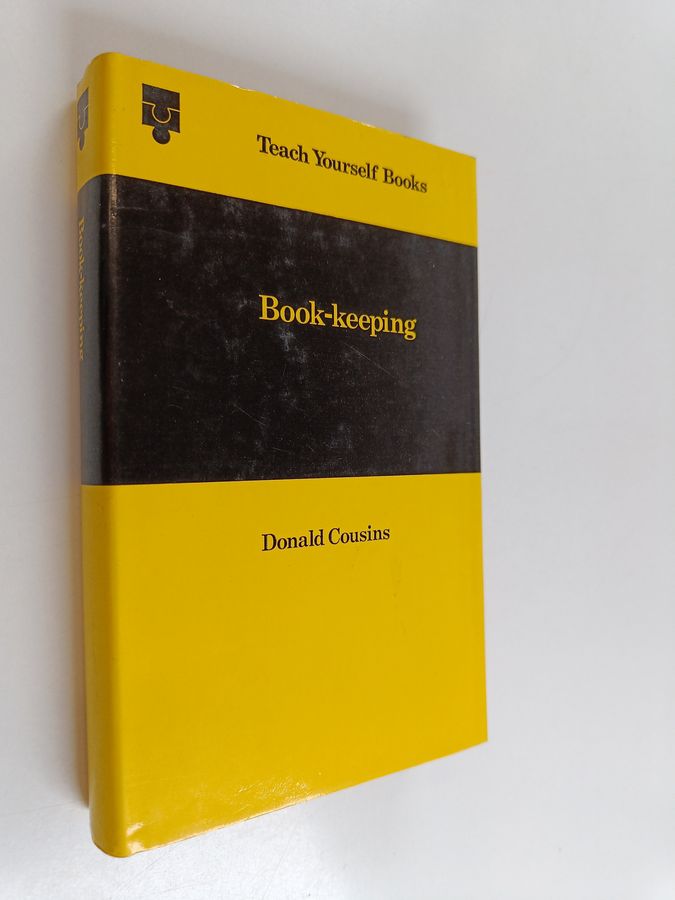 Teach Yourself Books
Book-keeping
Donald Cousins
Book-keeping